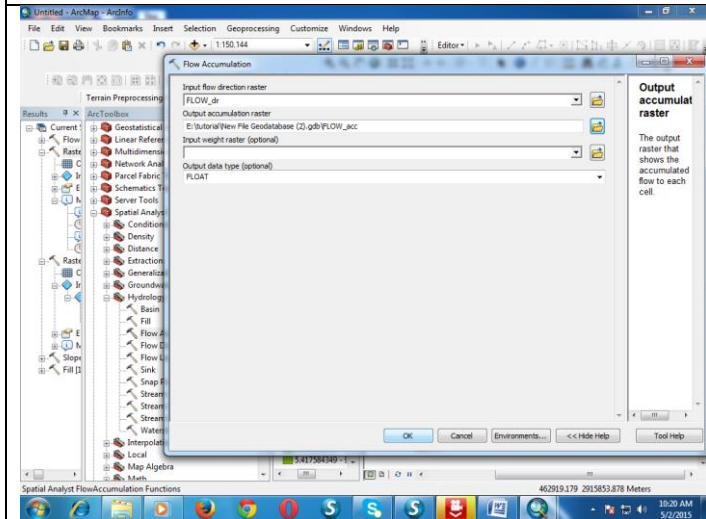 Untitled - ArcMap - ArcInfo
File Edit View Bookmarks Insert Selection Geoprocessing Customize Windows Help
1:150.144
Editor
Flow Accumulation
Terrain Preprocessing
Results
ArcToolbox
Current
Flow
Raste
Geostatistical
Linear Referen
Multidimensio
Network Anal
Parcel Fabric
Schematics T
Server Tools
Spatial Analys
Condition
Density
Distance
Extraction
Generaliza
Groundwa
Hydrology
Basin
Fill
Flow A
Flow D
Flow L
Sink
Snap P
Stream
Stream
Stream
Water
Interpolati
Local
Map Algebra
Math
Raste
Slope
Fill [1
Input flow direction raster
FLOW_dr
Output accumulation raster
E:\tutorial\New File Geodatabase (2).gdb\FLOW_acc
Input weight raster (optional)
Output data type (optional)
FLOAT
Output
accumulat
raster
The output
raster that
shows the
accumulated
flow to each
cell.
OK Cancel Environments... << Hide Help Tool Help
5.417584349 - 1
Spatial Analyst FlowAccumulation Functions
462919.179 2915853.878 Meters
10:20 AM
5/2/2015